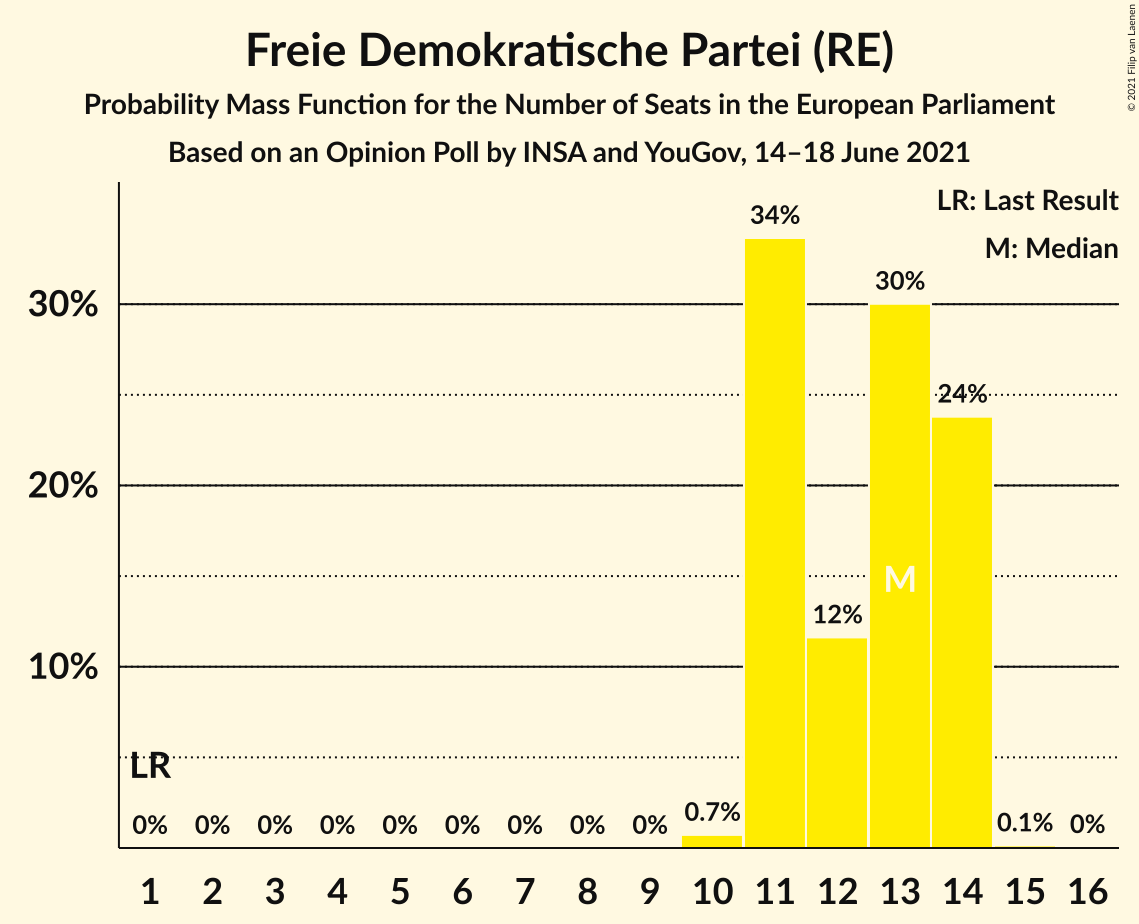 Freie Demokratische Partei (RE)
Probability Mass Function for the Number of Seats in the European Parliament
Based on an Opinion Poll by INSA and YouGov, 14–18 June 2021
© 2021 Filip van Laenen
LR: Last Result
M: Median
34%
30%
30%
24%
20%
M
12%
10%
LR
0% 0% 0% 0% 0% 0% 0% 0% 0% 0.7% 0.1% 0%
1 2 3 4 5 6 7 8 9 10 11 12 13 14 15 16